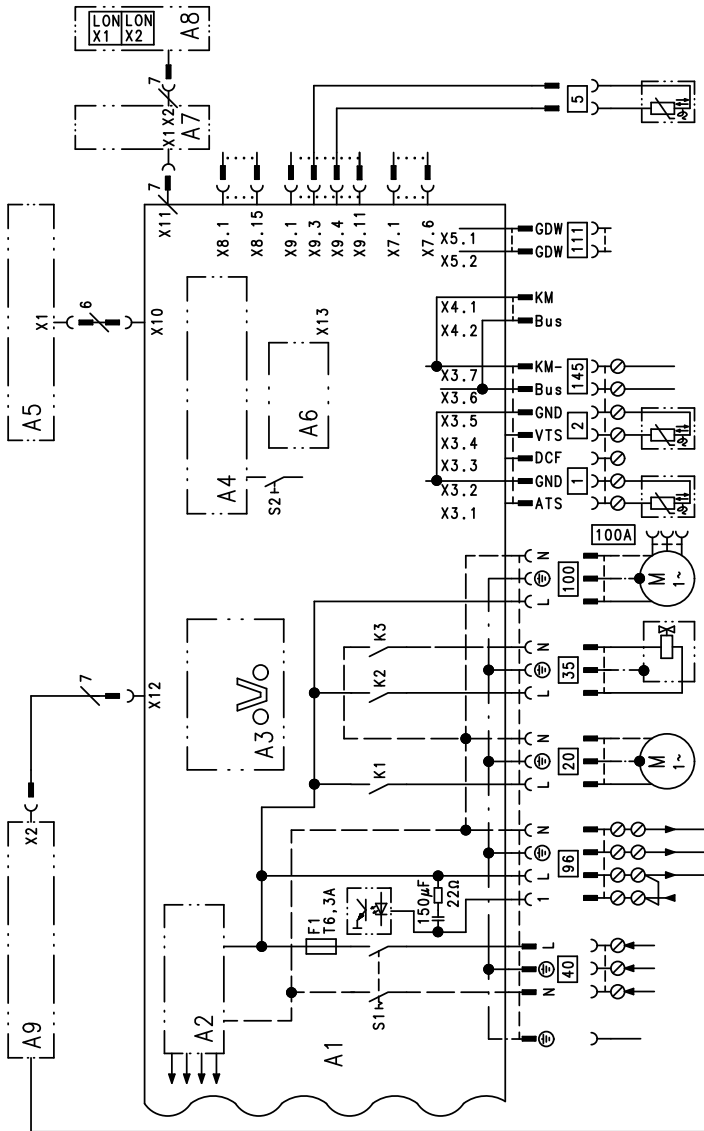 LON LON
X1 X2
A8
7
X1 X2
A7
7
X11
A5
X1
6
X10
X8.1
X8.15
X9.1
X9.3
X9.4
X9.11
X7.1
X7.6
5
A4
S2
A6
X13
X5.1
X5.2
GDW
GDW
111
X4.1
X4.2
KM
Bus
X3.7
X3.6
X3.5
X3.4
X3.3
X3.2
X3.1
KM-
Bus
GND
VTS
DCF
GND
ATS
145
2
1
A9
X2
7
X12
A3
K3
K2
K1
100A
N
L
100
M
1~
N
L
35
N
L
20
M
1~
N
L
1
96
A2
A1
F1
T6,3A
150µF
22Ω
S1
L
N
40